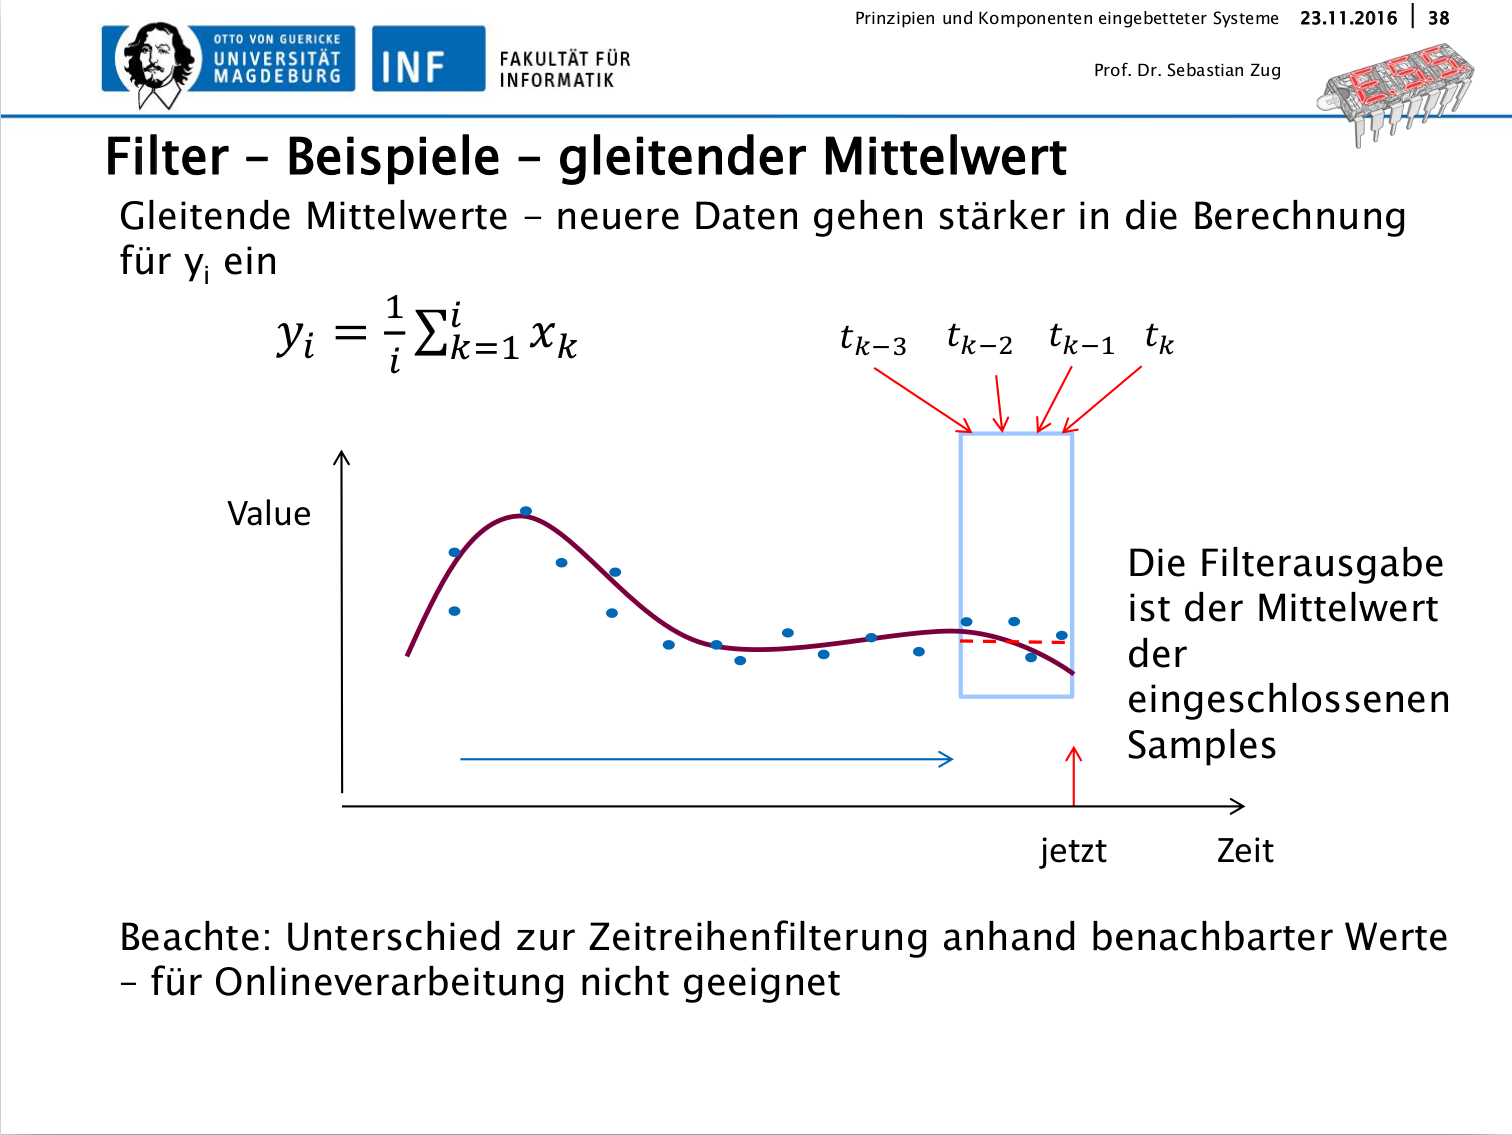 Prinzipien und Komponenten eingebetteter Systeme 23.11.2016 | 38
OTTO VON GUERICKE
UNIVERSITÄT
MAGDEBURG
INF
FAKULTÄT FÜR
INFORMATIK
Prof. Dr. Sebastian Zug
E.S.S.
Filter – Beispiele – gleitender Mittelwert
Gleitende Mittelwerte – neuere Daten gehen stärker in die Berechnung
für y_i ein
y_i = \frac{1}{i} \sum_{k=1}^{i} x_k
t_{k−3} t_{k−2} t_{k−1} t_k
Value
Die Filterausgabe
ist der Mittelwert
der
eingeschlossenen
Samples
jetzt Zeit
Beachte: Unterschied zur Zeitreihenfilterung anhand benachbarter Werte
– für Onlineverarbeitung nicht geeignet